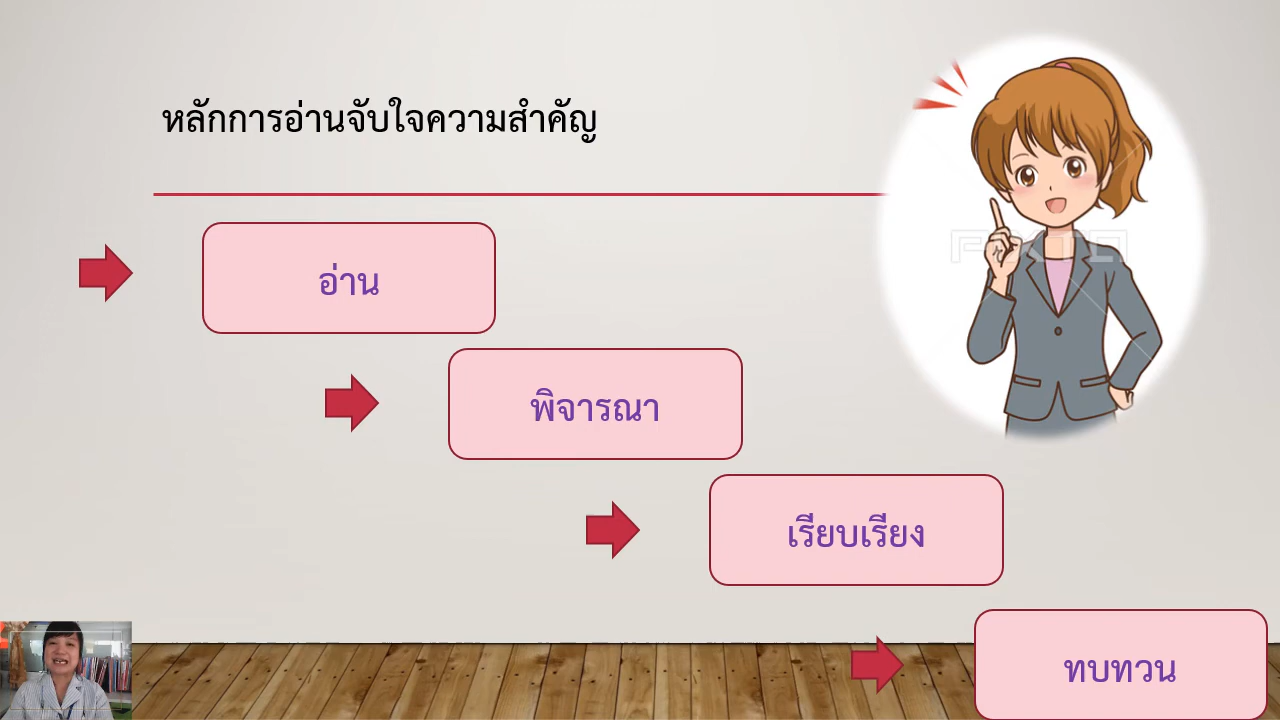 หลักการอ่านจับใจความสำคัญ
อ่าน
พิจารณา
เรียบเรียง
ทบทวน